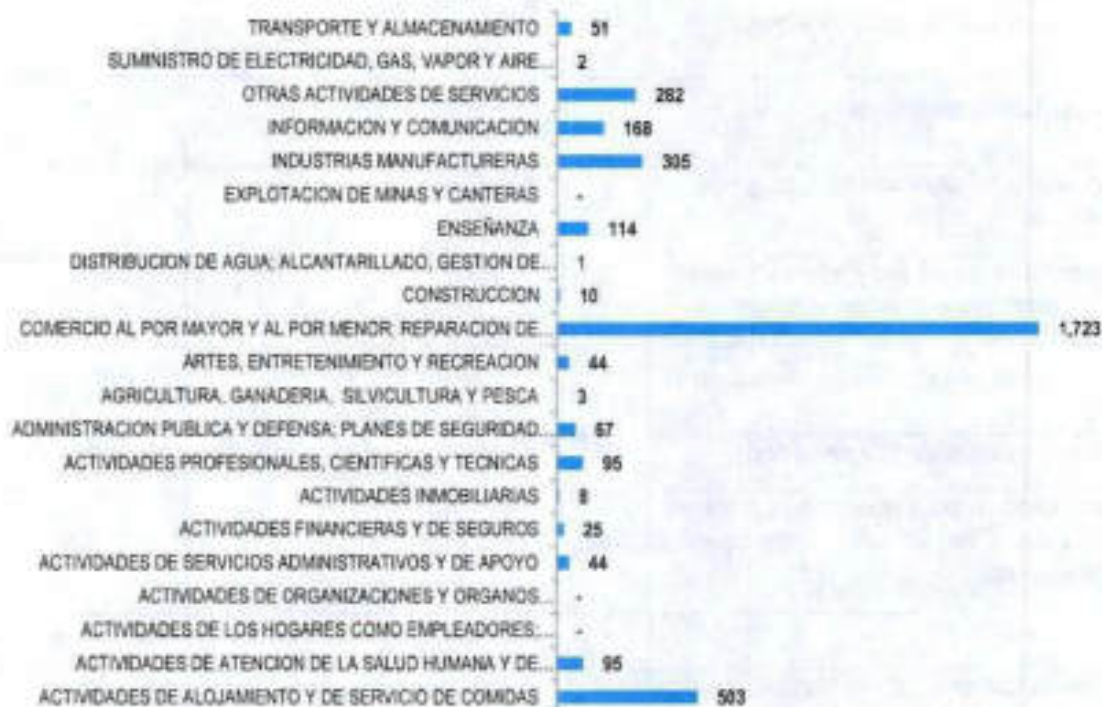 TRANSPORTE Y ALMACENAMIENTO 51
SUMINISTRO DE ELECTRICIDAD, GAS, VAPOR Y AIRE... 2
OTRAS ACTIVIDADES DE SERVICIOS 282
INFORMACION Y COMUNICACION 168
INDUSTRIAS MANUFACTURERAS 305
EXPLOTACION DE MINAS Y CANTERAS -
ENSEÑANZA 114
DISTRIBUCION DE AGUA; ALCANTARILLADO, GESTION DE... 1
CONSTRUCCION 10
COMERCIO AL POR MAYOR Y AL POR MENOR; REPARACION DE... 1,723
ARTES, ENTRETENIMIENTO Y RECREACION 44
AGRICULTURA, GANADERIA, SILVICULTURA Y PESCA 3
ADMINISTRACION PUBLICA Y DEFENSA; PLANES DE SEGURIDAD... 67
ACTIVIDADES PROFESIONALES, CIENTIFICAS Y TECNICAS 95
ACTIVIDADES INMOBILIARIAS 8
ACTIVIDADES FINANCIERAS Y DE SEGUROS 25
ACTIVIDADES DE SERVICIOS ADMINISTRATIVOS Y DE APOYO 44
ACTIVIDADES DE ORGANIZACIONES Y ORGANOS... -
ACTIVIDADES DE LOS HOGARES COMO EMPLEADORES;... -
ACTIVIDADES DE ATENCION DE LA SALUD HUMANA Y DE... 95
ACTIVIDADES DE ALOJAMIENTO Y DE SERVICIO DE COMIDAS 503